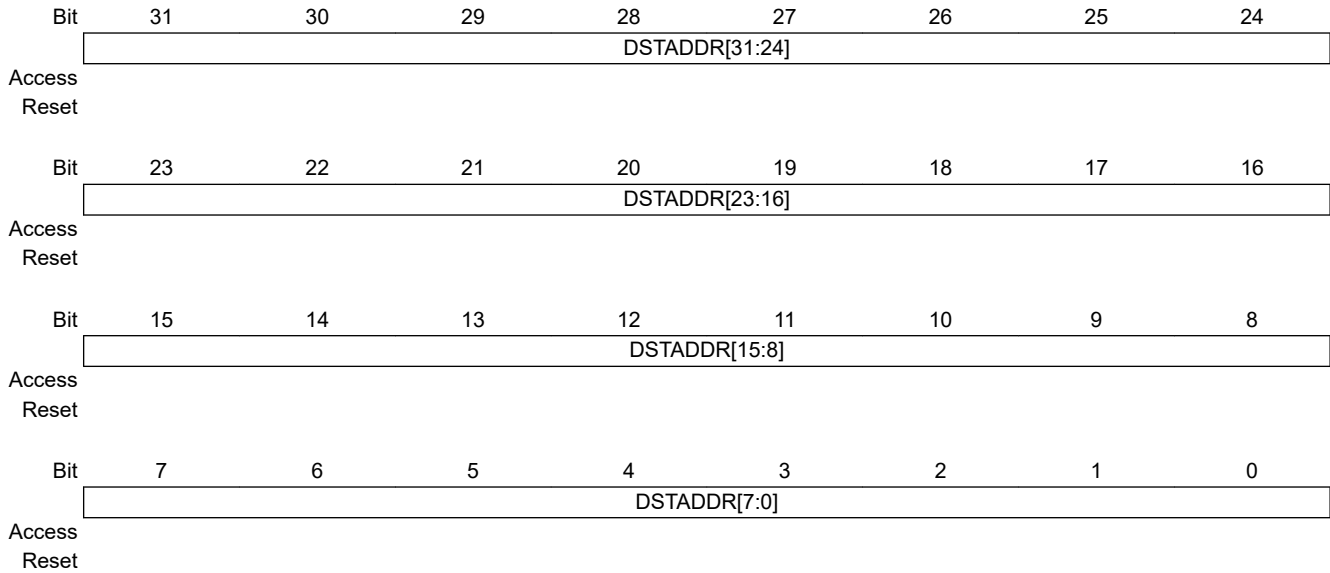 Bit 31 30 29 28 27 26 25 24
DSTADDR[31:24]
Access
Reset
Bit 23 22 21 20 19 18 17 16
DSTADDR[23:16]
Access
Reset
Bit 15 14 13 12 11 10 9 8
DSTADDR[15:8]
Access
Reset
Bit 7 6 5 4 3 2 1 0
DSTADDR[7:0]
Access
Reset